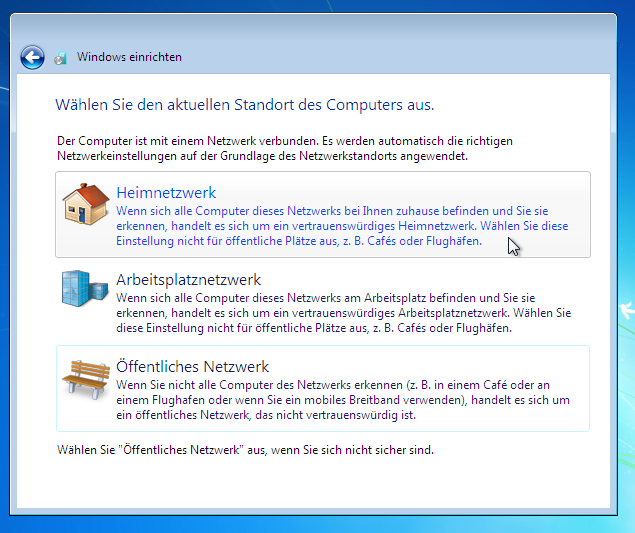 Windows einrichten
Wählen Sie den aktuellen Standort des Computers aus.
Der Computer ist mit einem Netzwerk verbunden. Es werden automatisch die richtigen
Netzwerkeinstellungen auf der Grundlage des Netzwerkstandorts angewendet.
Heimnetzwerk
Wenn sich alle Computer dieses Netzwerks bei Ihnen zuhause befinden und Sie sie
erkennen, handelt es sich um ein vertrauenswürdiges Heimnetzwerk. Wählen Sie diese
Einstellung nicht für öffentliche Plätze aus, z. B. Cafés oder Flughäfen.
Arbeitsplatznetzwerk
Wenn sich alle Computer dieses Netzwerks am Arbeitsplatz befinden und Sie sie
erkennen, handelt es sich um ein vertrauenswürdiges Arbeitsplatznetzwerk. Wählen Sie
diese Einstellung nicht für öffentliche Plätze aus, z. B. Cafés oder Flughäfen.
Öffentliches Netzwerk
Wenn Sie nicht alle Computer des Netzwerks erkennen (z. B. in einem Café oder an
einem Flughafen oder wenn Sie ein mobiles Breitband verwenden), handelt es sich um
ein öffentliches Netzwerk, das nicht vertrauenswürdig ist.
Wählen Sie "Öffentliches Netzwerk" aus, wenn Sie sich nicht sicher sind.